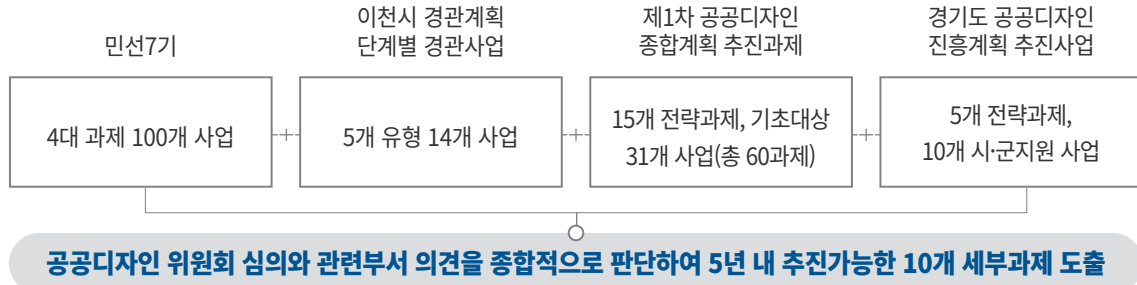 민선7기
이천시 경관계획
단계별 경관사업
제1차 공공디자인
종합계획 추진과제
경기도 공공디자인
진흥계획 추진사업
4대 과제 100개 사업
5개 유형 14개 사업
15개 전략과제, 기초대상
31개 사업(총 60과제)
5개 전략과제,
10개 시·군지원 사업
공공디자인 위원회 심의와 관련부서 의견을 종합적으로 판단하여 5년 내 추진가능한 10개 세부과제 도출